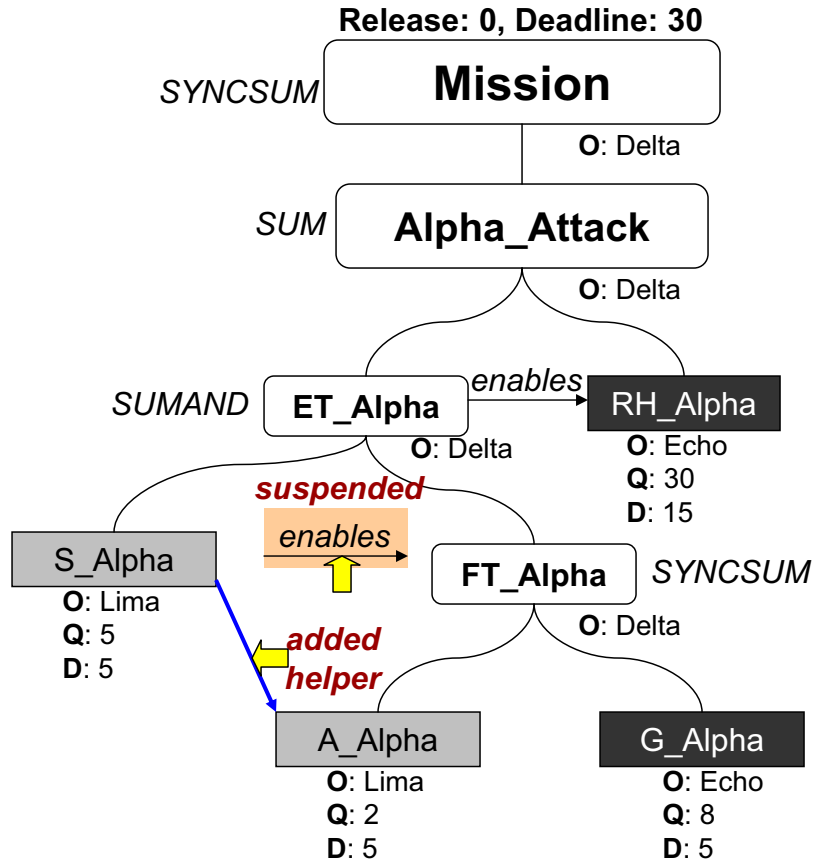 Release: 0, Deadline: 30
SYNCSUM
Mission
O: Delta
SUM
Alpha_Attack
O: Delta
SUMAND
ET_Alpha
enables
RH_Alpha
O: Delta
O: Echo
Q: 30
D: 15
suspended
enables
S_Alpha
O: Lima
Q: 5
D: 5
FT_Alpha
SYNCSUM
O: Delta
added
helper
A_Alpha
O: Lima
Q: 2
D: 5
G_Alpha
O: Echo
Q: 8
D: 5